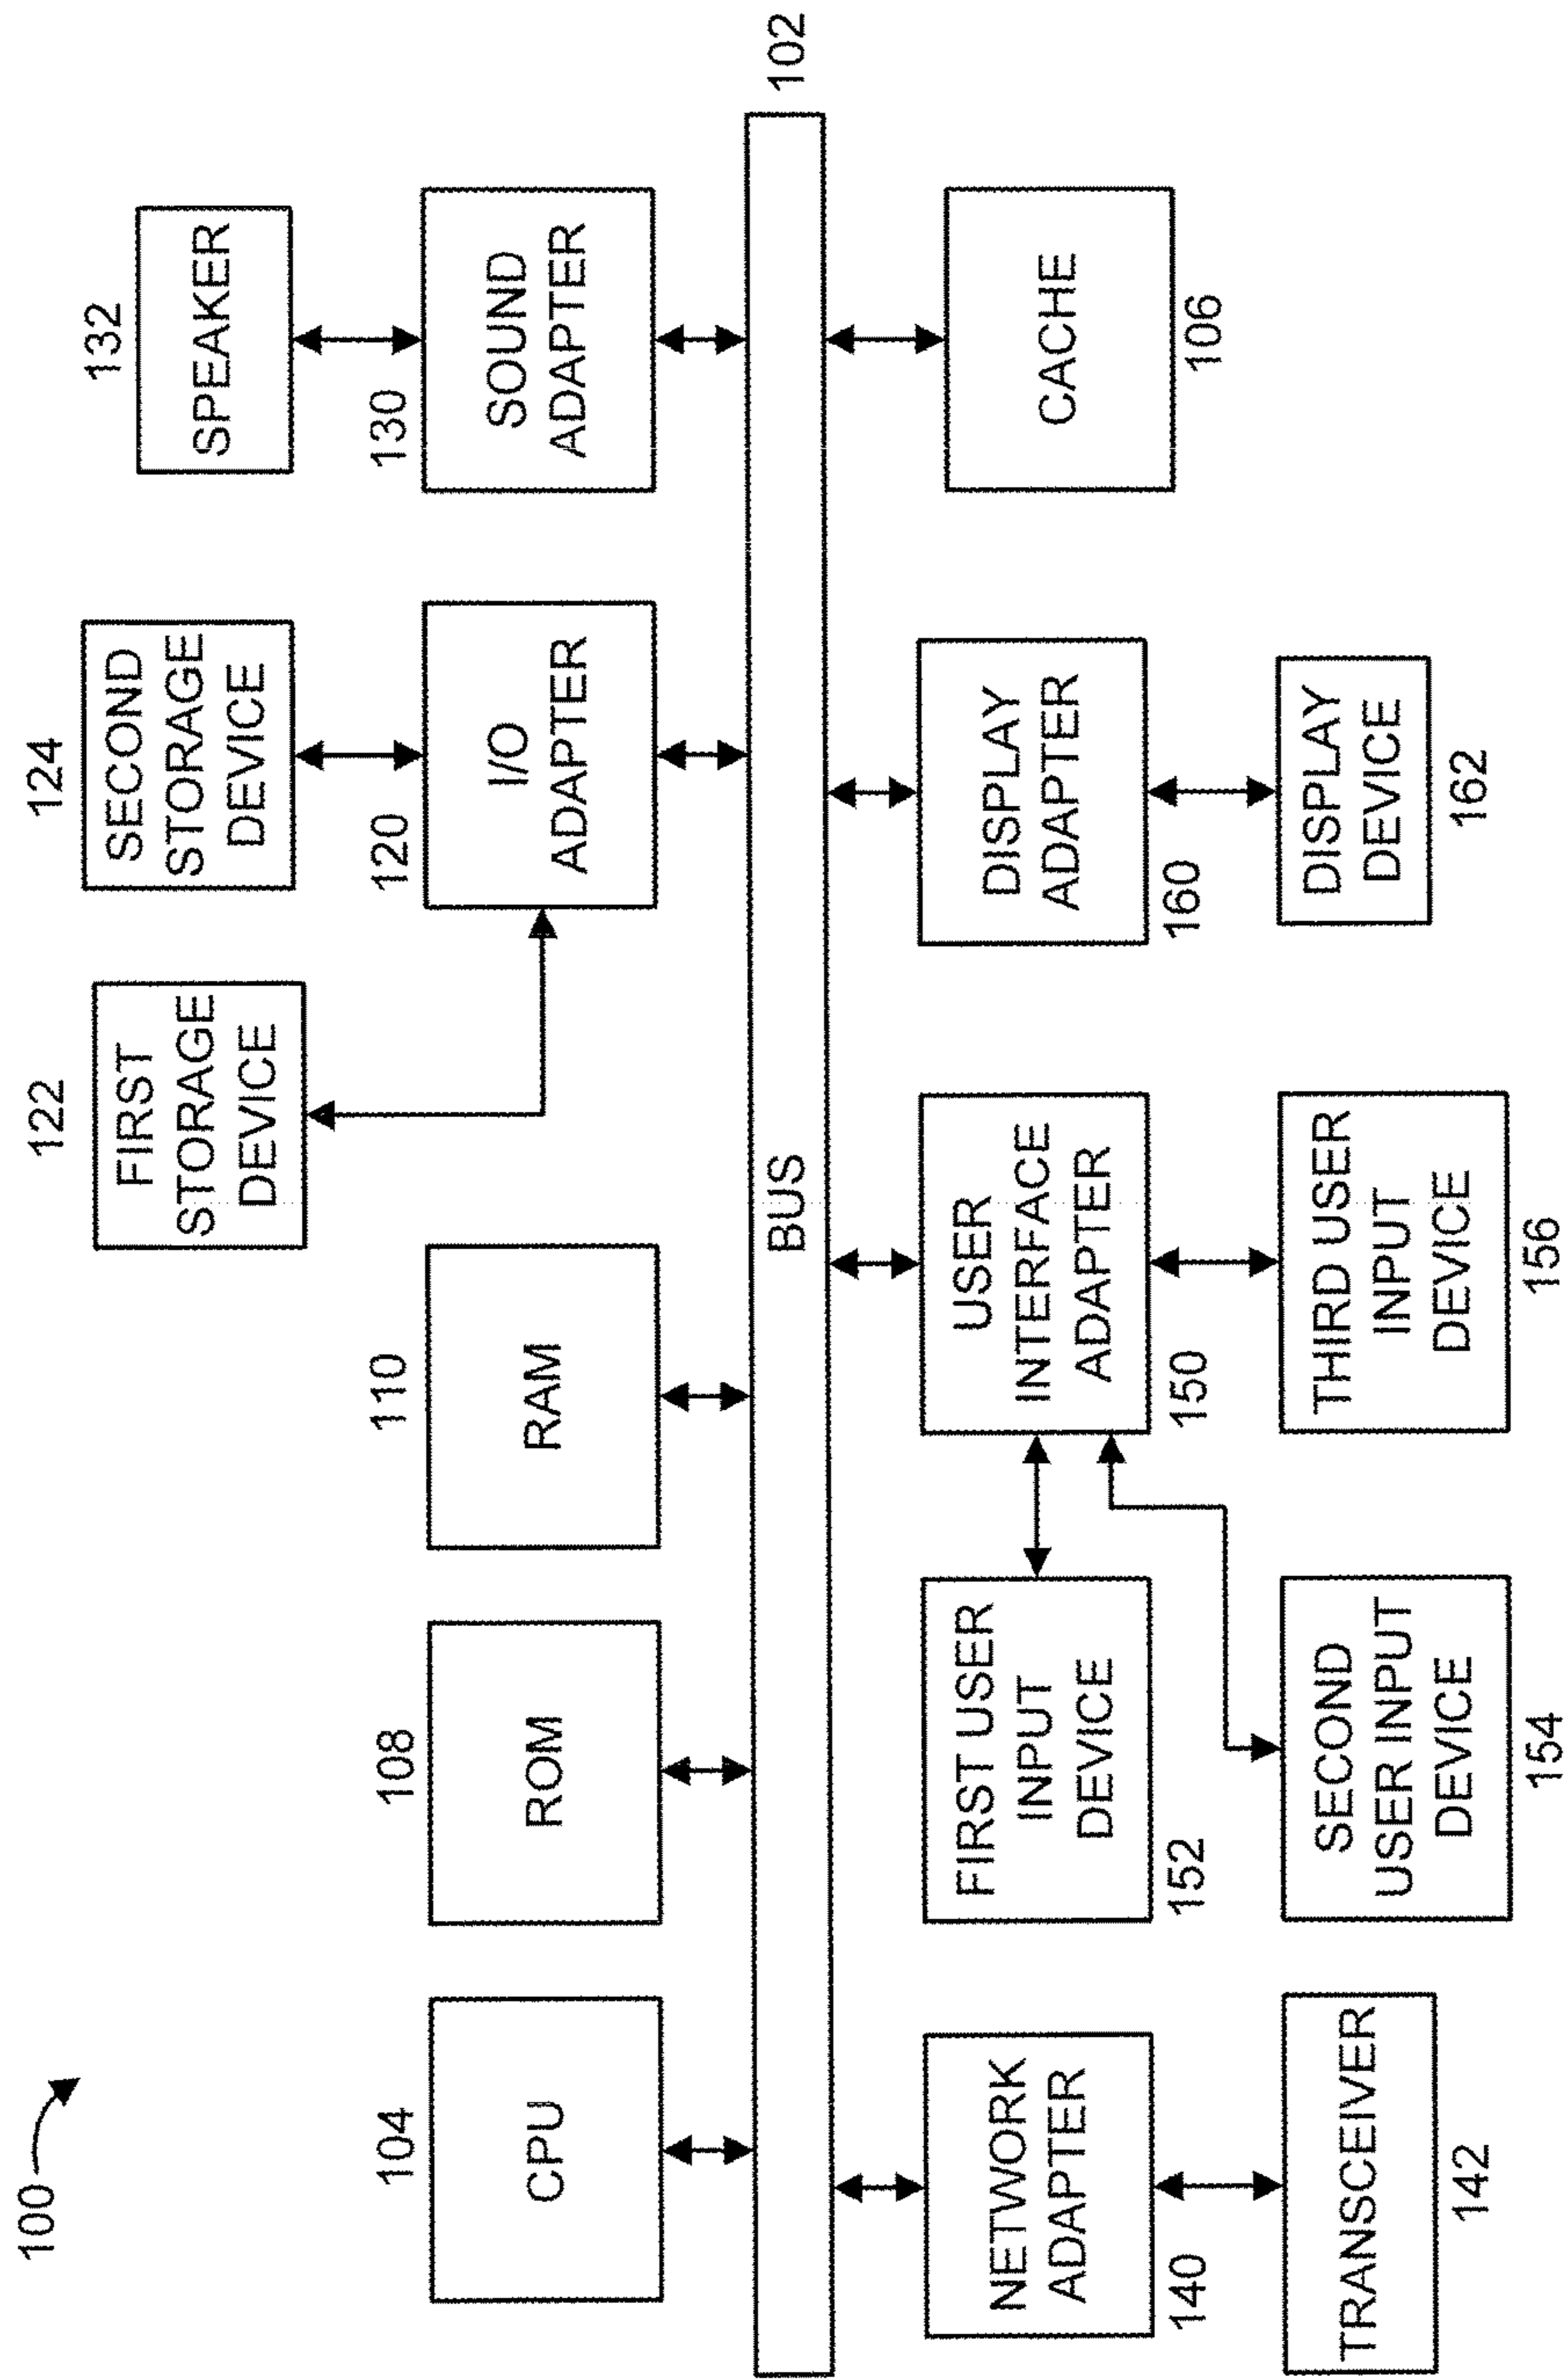 100
122
FIRST
STORAGE
DEVICE
124
SECOND
STORAGE
DEVICE
132
SPEAKER
104
CPU
108
ROM
110
RAM
120
I/O
ADAPTER
130
SOUND
ADAPTER
BUS
102
NETWORK
ADAPTER
140
TRANSCEIVER
142
FIRST USER
INPUT
DEVICE
152
SECOND
USER INPUT
DEVICE
154
USER
INTERFACE
ADAPTER
150
THIRD USER
INPUT
DEVICE
156
DISPLAY
ADAPTER
160
DISPLAY
DEVICE
162
CACHE
106